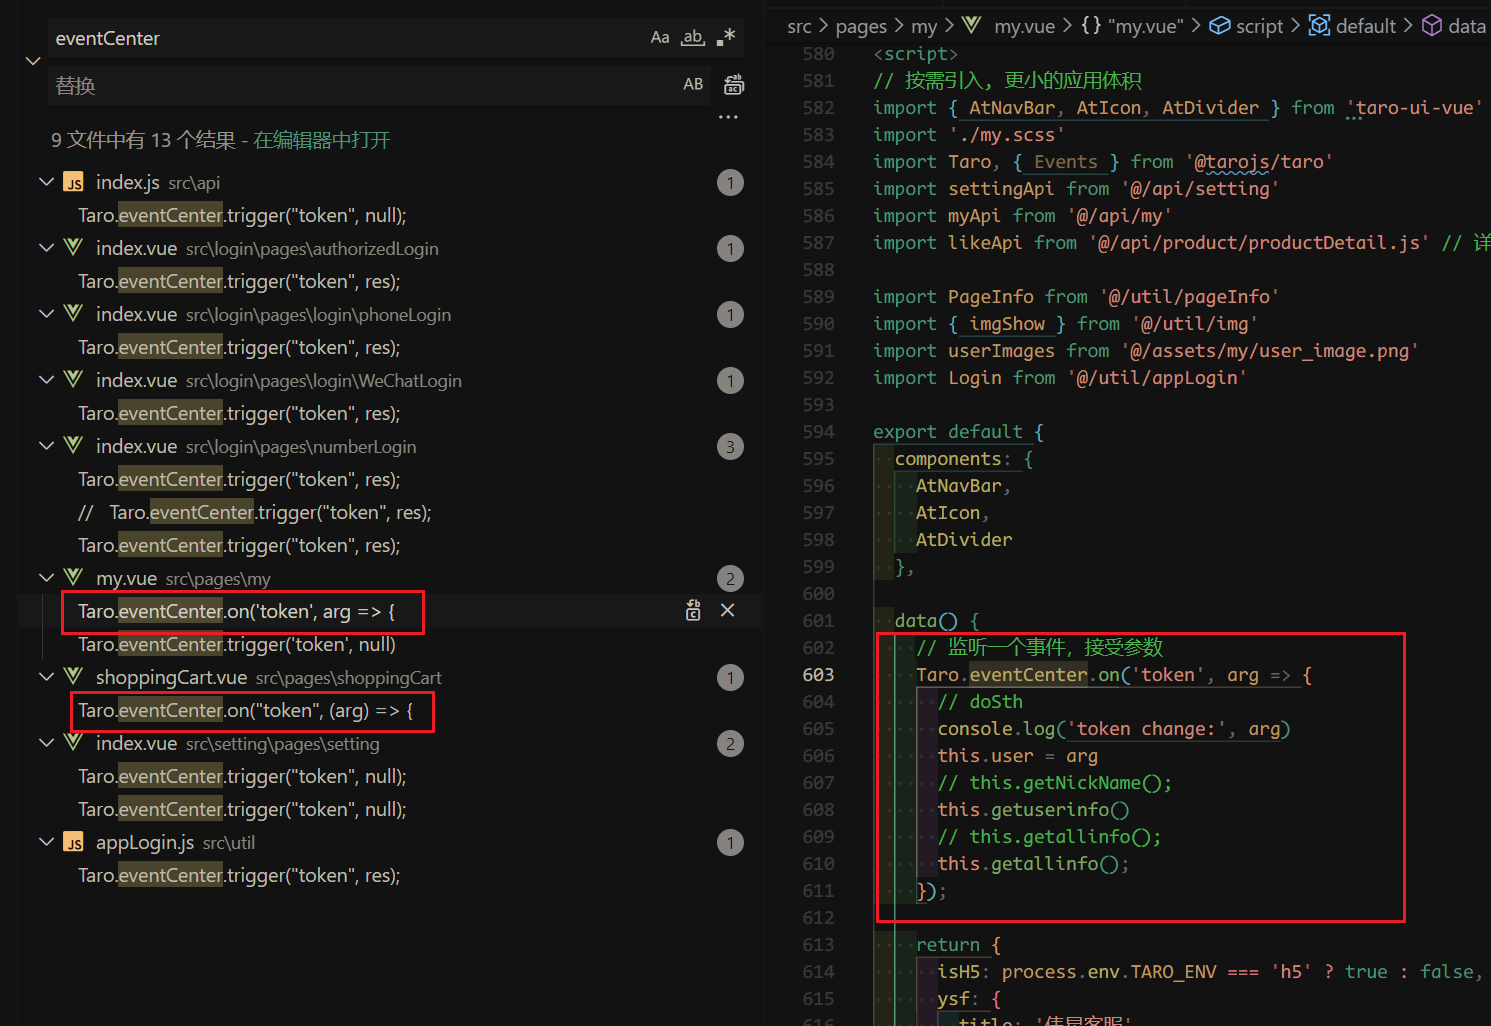 eventCenter
Aa ab .*
替换
AB
...
9 文件中有 13 个结果 - 在编辑器中打开
JS index.js src\api 1
Taro.eventCenter.trigger("token", null);
index.vue src\login\pages\authorizedLogin 1
Taro.eventCenter.trigger("token", res);
index.vue src\login\pages\login\phoneLogin 1
Taro.eventCenter.trigger("token", res);
index.vue src\login\pages\login\WeChatLogin 1
Taro.eventCenter.trigger("token", res);
index.vue src\login\pages\numberLogin 3
Taro.eventCenter.trigger("token", res);
// Taro.eventCenter.trigger("token", res);
Taro.eventCenter.trigger("token", res);
my.vue src\pages\my 2
Taro.eventCenter.on('token', arg => {
Taro.eventCenter.trigger('token', null)
shoppingCart.vue src\pages\shoppingCart 1
Taro.eventCenter.on("token", (arg) => {
index.vue src\setting\pages\setting 2
Taro.eventCenter.trigger("token", null);
Taro.eventCenter.trigger("token", null);
JS appLogin.js src\util 1
Taro.eventCenter.trigger("token", res);
src > pages > my > my.vue > {} "my.vue" > script > default > data
580 <script>
581 // 按需引入, 更小的应用体积
582 import { AtNavBar, AtIcon, AtDivider } from 'taro-ui-vue'
583 import './my.scss'
584 import Taro, { Events } from '@tarojs/taro'
585 import settingApi from '@/api/setting'
586 import myApi from '@/api/my'
587 import likeApi from '@/api/product/productDetail.js' // 详
588
589 import PageInfo from '@/util/pageInfo'
590 import { imgShow } from '@/util/img'
591 import userImages from '@/assets/my/user_image.png'
592 import Login from '@/util/appLogin'
593
594 export default {
595 components: {
596 AtNavBar,
597 AtIcon,
598 AtDivider
599 },
600
601 data() {
602 // 监听一个事件, 接受参数
603 Taro.eventCenter.on('token', arg => {
604 // doSth
605 console.log('token change:', arg)
606 this.user = arg
607 // this.getNickName();
608 this.getuserinfo()
609 // this.getallinfo();
610 this.getallinfo();
611 });
612
613 return {
614 isH5: process.env.TARO_ENV === 'h5' ? true : false,
615 ysf: {
616 title: '